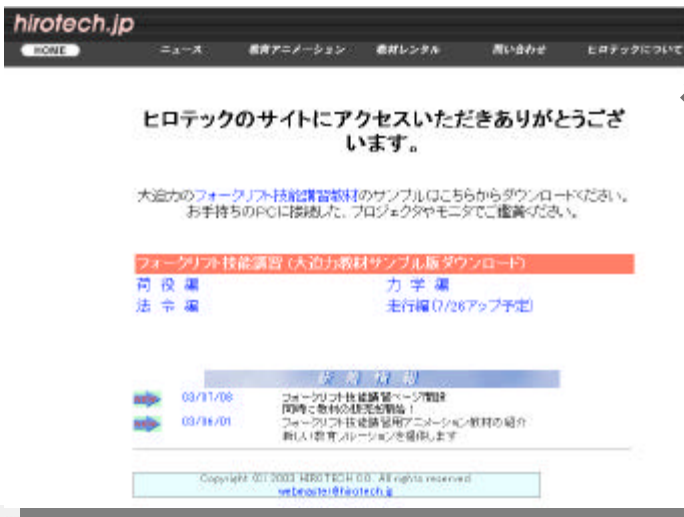 hirotech.jp
HOME ニュース 教育アニメーション 教材レンタル 問い合わせ ヒロテックについて
ヒロテックのサイトにアクセスいただきありがとうござ
います。
大迫力のフォークリフト技能講習教材のサンプルはこちらからダウンロードください。
お手持ちのPCに接続した、プロジェクタやモニタでご鑑賞ください。
フォークリフト技能講習(大迫力教材サンプル版ダウンロード)
荷役編 力学編
法令編 走行編(7/26アップ予定)
新着情報
03/07/08 フォークリフト技能講習ページ開設
同時に教材の販売を開始!
03/06/01 フォークリフト技能講習用アニメーション教材の紹介
新しい教育ソルーションを提供します
Copyright (C) 2003 HIROTECH CO. All rights reserved
webmaster@hirotech.jp